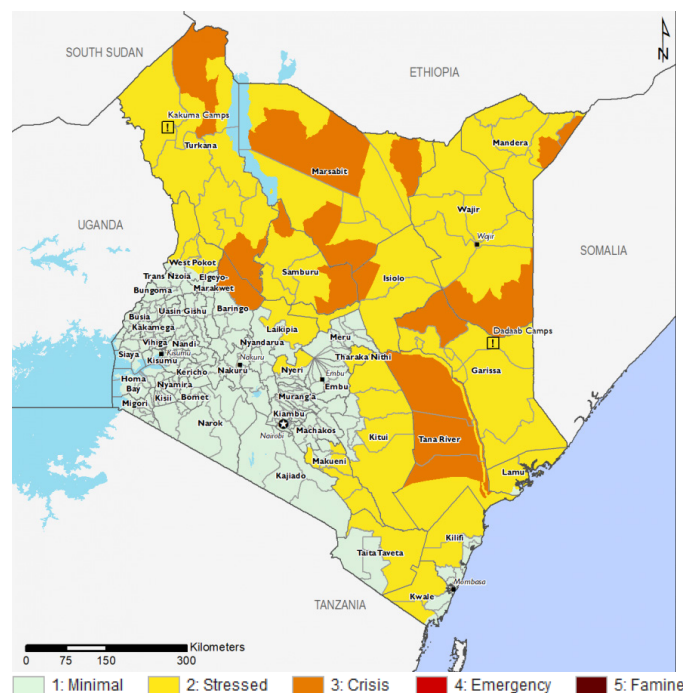 N
SOUTH SUDAN
ETHIOPIA
Kakuma Camps
!
Turkana
Mandera
Marsabit
UGANDA
Wajir
Wajir
SOMALIA
West Pokot
Samburu
Isiolo
Trans Nzoia
Elgeyo-
Marakwet
Bungoma
Baringo
Uasin Gishu
Busia
Kakamega
Laikipia
Dadaab Camps
!
Meru
Vihiga
Nandi
Nyandarua
Siaya
Kisumu
Kisumu
Tharaka Nithi
Nakuru
Garissa
Kericho
Nyeri
Embu
Homa
Bay
Nyamira
Nakuru
Embu
Kisii
Bomet
Murang'a
Migori
Kiambu
Narok
Machakos
Kitui
Tana River
Nairobi
Makueni
Lamu
Kajiado
Kilifi
Taita Taveta
Mombasa
Kwale
TANZANIA
Kilometers
0 75 150 300
1: Minimal 2: Stressed 3: Crisis 4: Emergency 5: Famine